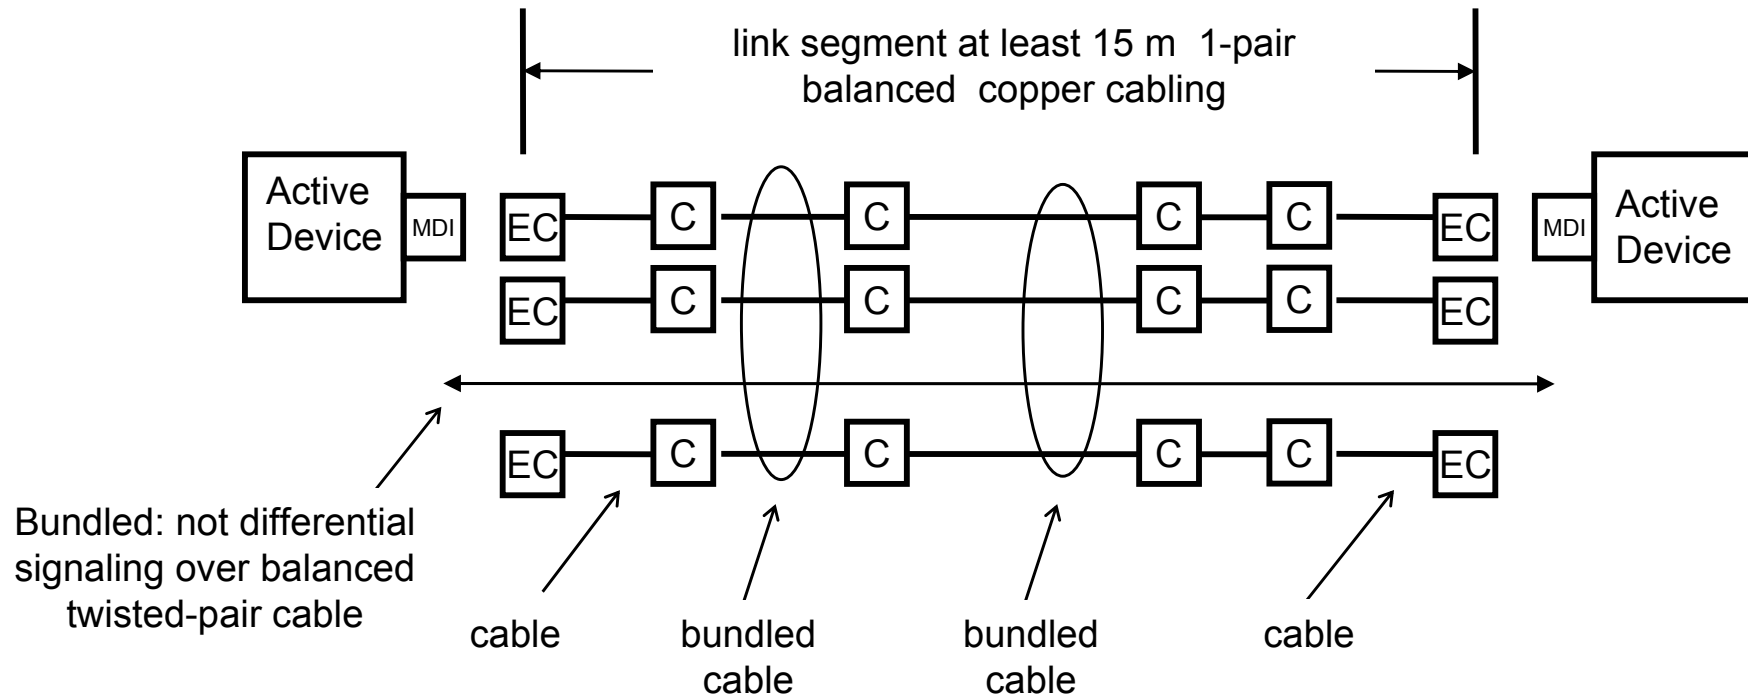 link segment at least 15 m 1-pair
balanced copper cabling
Active
Device
MDI
EC
C
C
C
C
EC
MDI
Active
Device
EC
C
C
C
C
EC
EC
C
C
C
C
EC
Bundled: not differential
signaling over balanced
twisted-pair cable
cable
bundled
cable
bundled
cable
cable